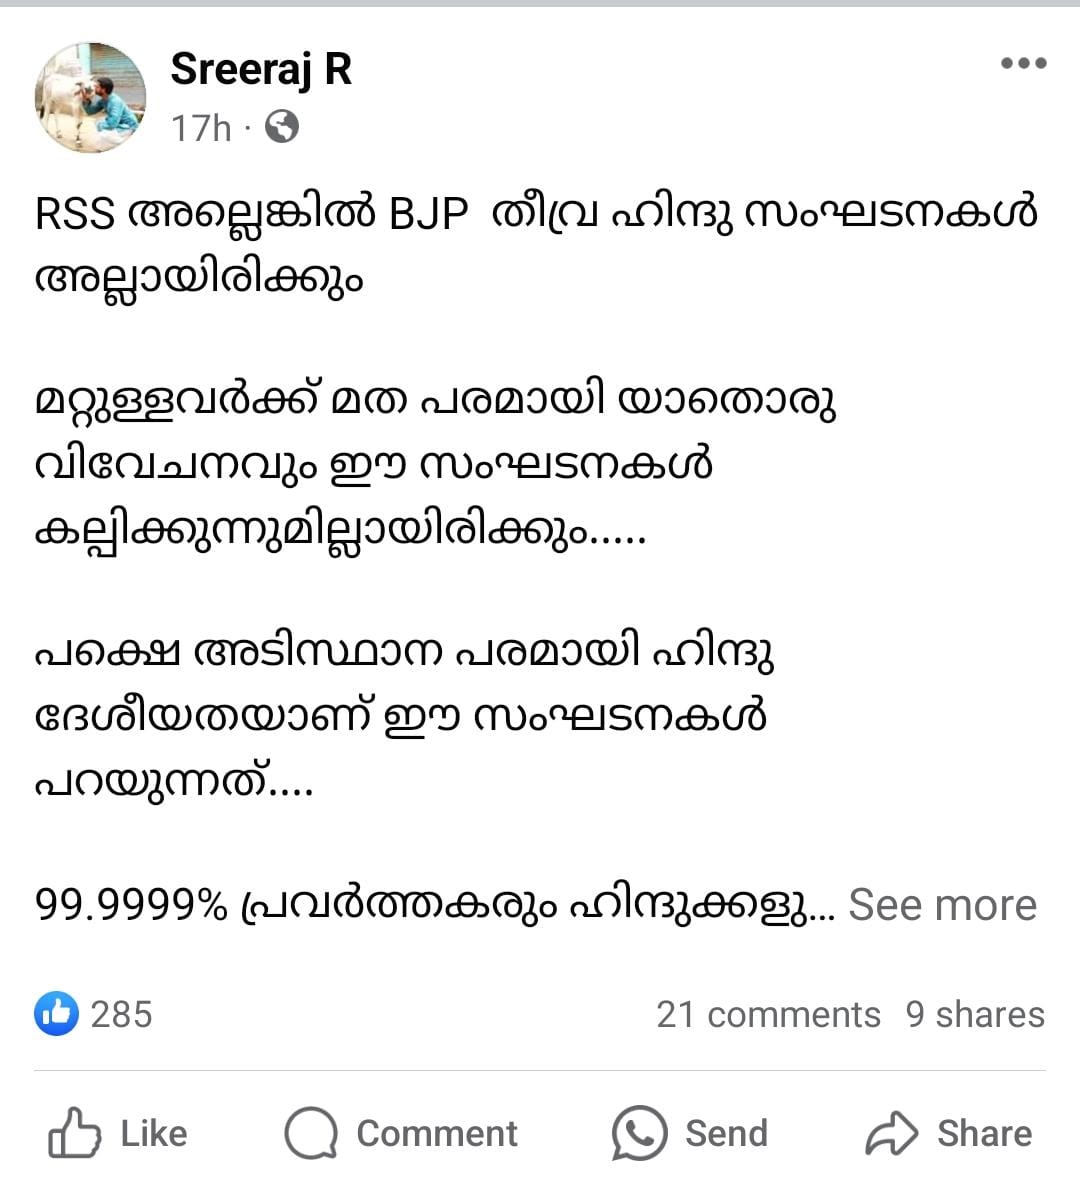 Sreeraj R
17h ·
RSS അല്ലെങ്കിൽ BJP തീവ്ര ഹിന്ദു സംഘടനകൾ
അല്ലായിരിക്കും
മറ്റുള്ളവർക്ക് മത പരമായി യാതൊരു
വിവേചനവും ഈ സംഘടനകൾ
കല്പിക്കുന്നുമില്ലായിരിക്കും.....
പക്ഷെ അടിസ്ഥാന പരമായി ഹിന്ദു
ദേശീയതയാണ് ഈ സംഘടനകൾ
പറയുന്നത്....
99.9999% പ്രവർത്തകരും ഹിന്ദുക്കളു... See more
285 21 comments 9 shares
Like Comment Send Share